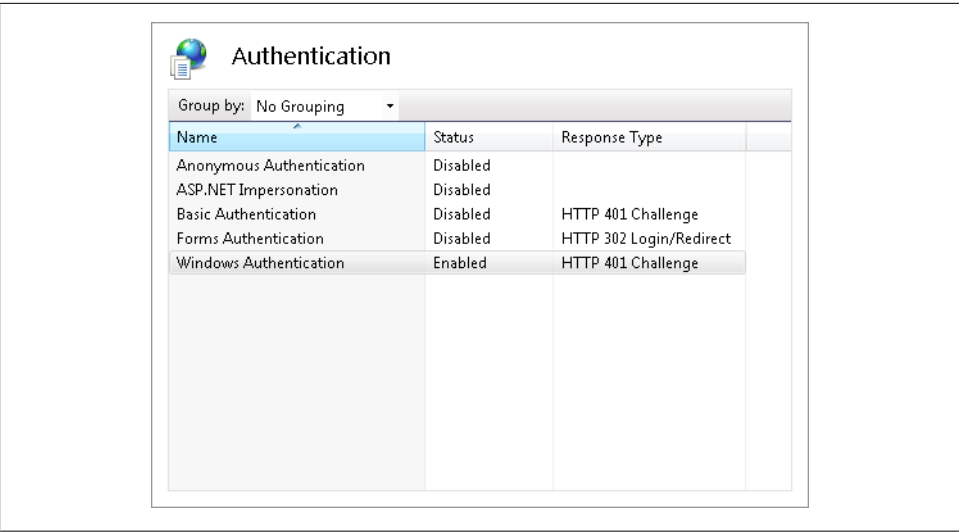 Authentication
Group by: No Grouping
Name Status Response Type
Anonymous Authentication Disabled
ASP.NET Impersonation Disabled
Basic Authentication Disabled HTTP 401 Challenge
Forms Authentication Disabled HTTP 302 Login/Redirect
Windows Authentication Enabled HTTP 401 Challenge